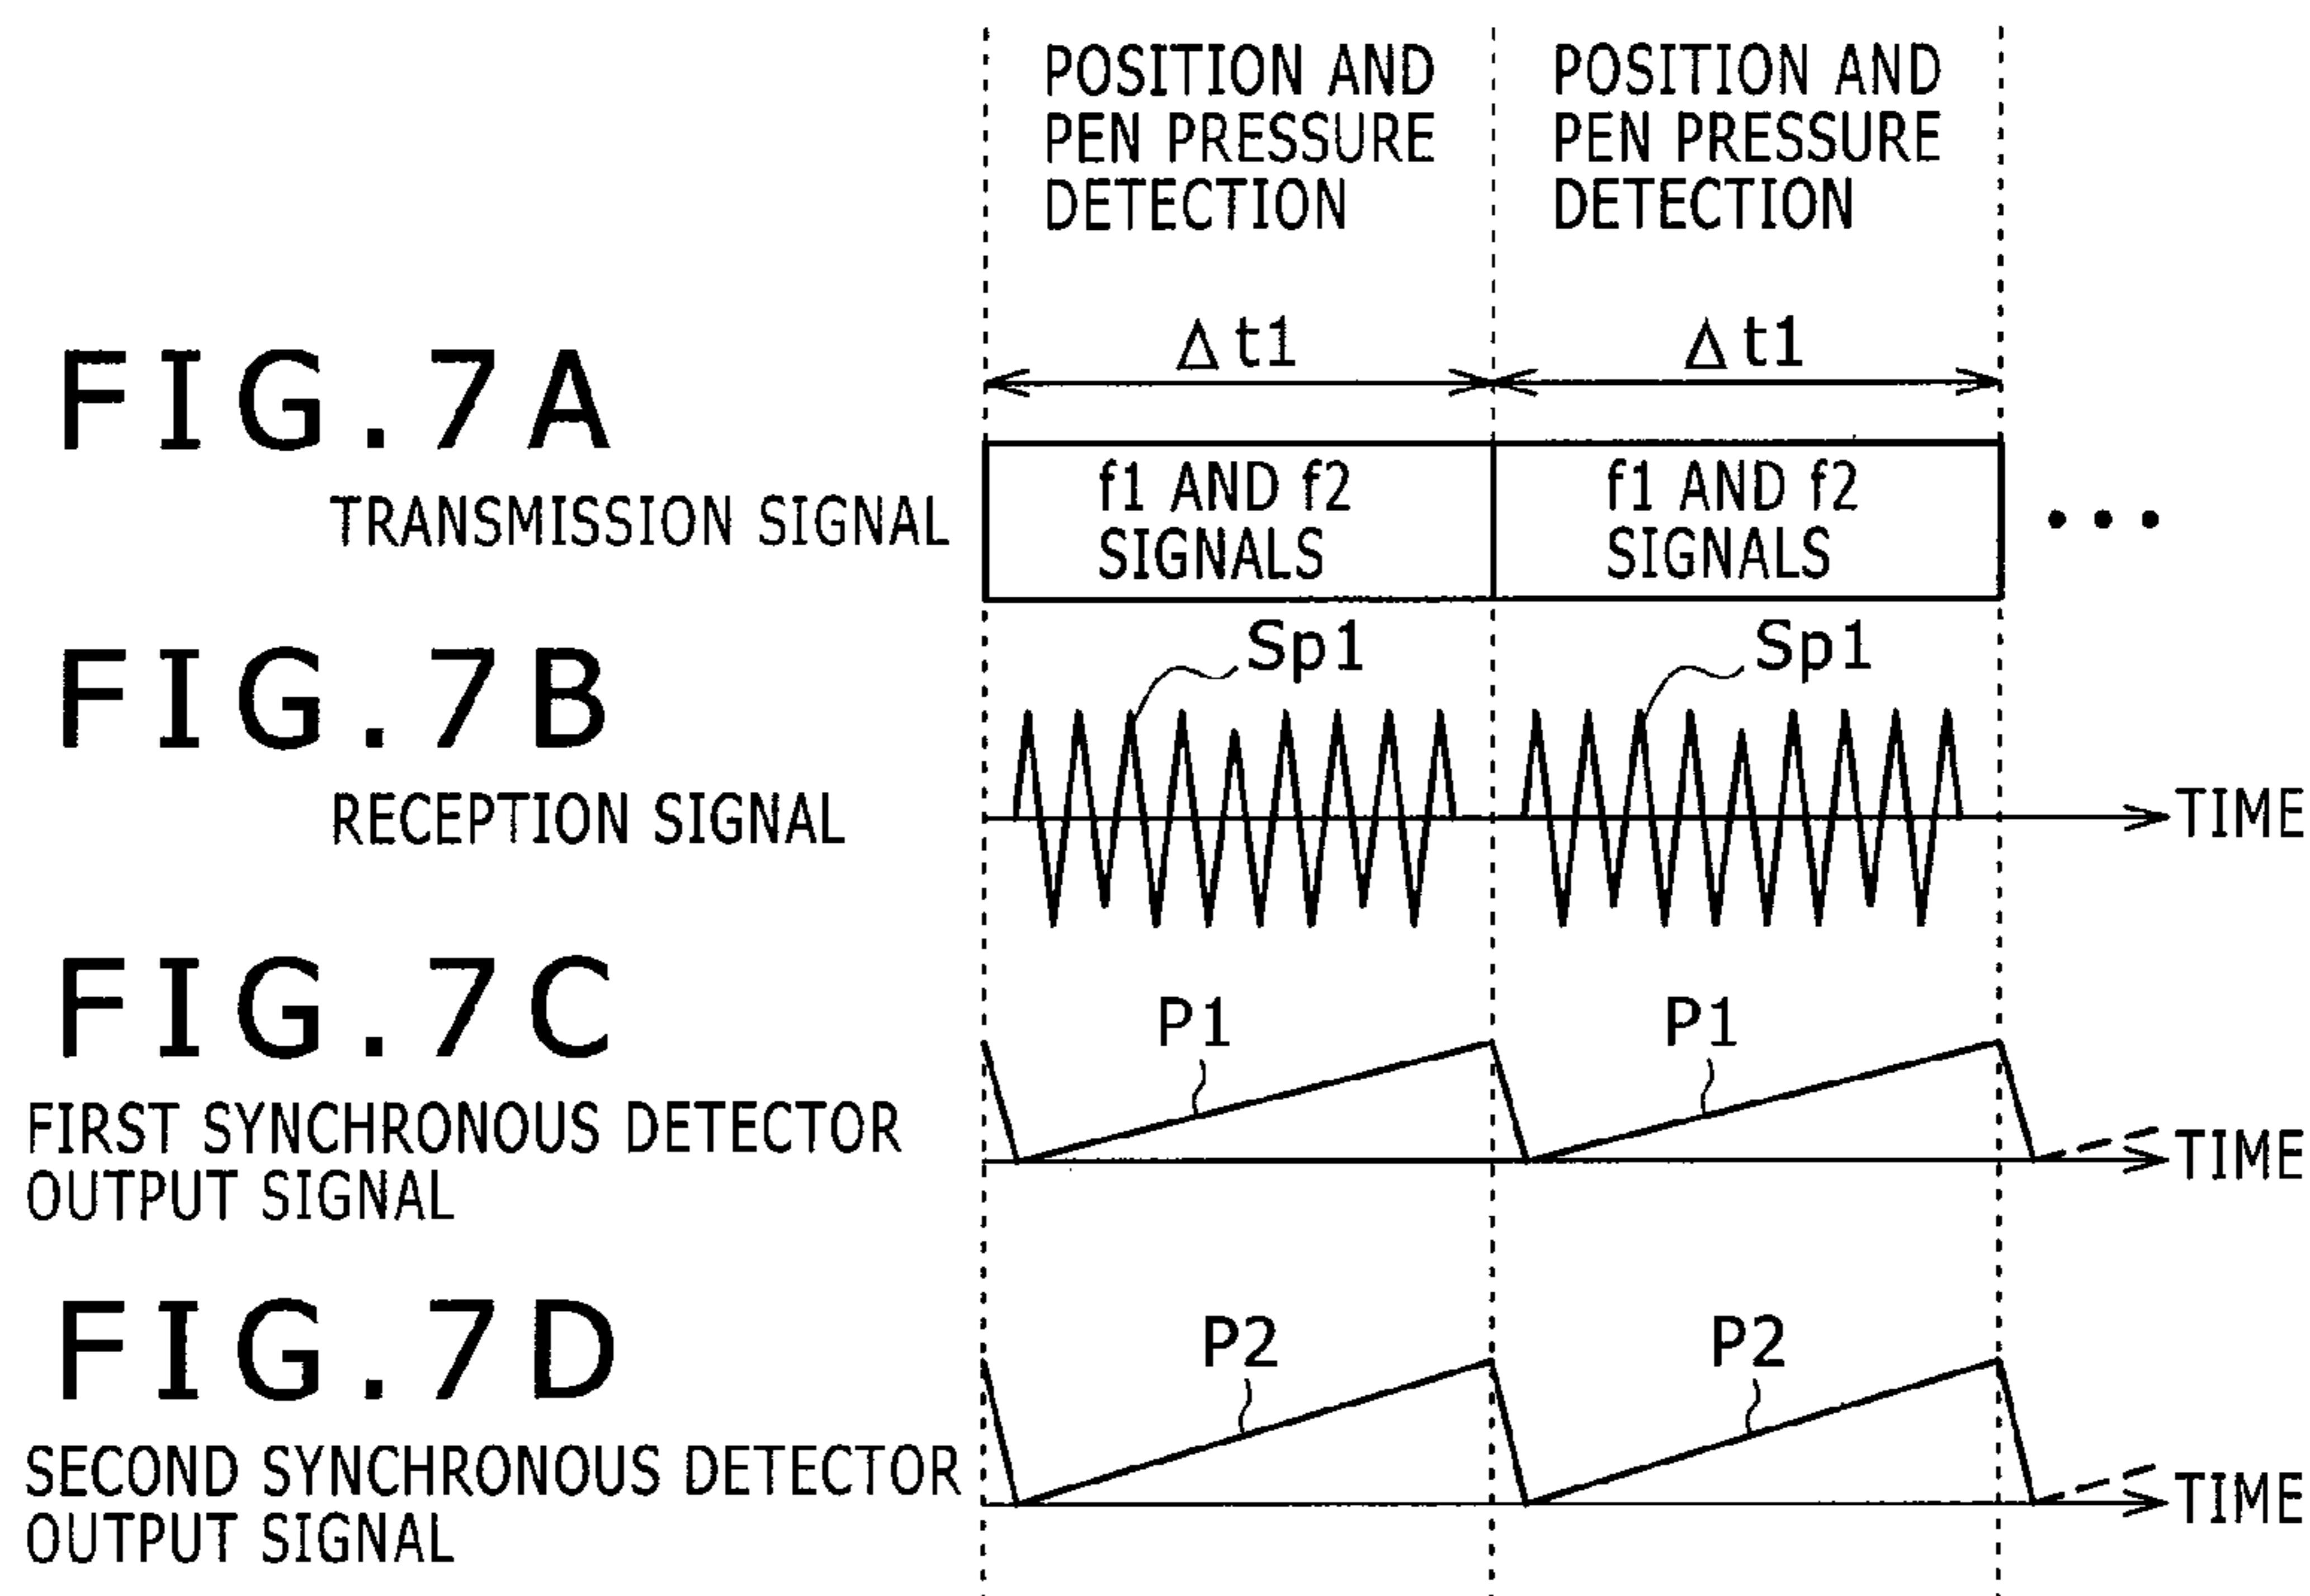 POSITION AND
PEN PRESSURE
DETECTION
POSITION AND
PEN PRESSURE
DETECTION
Δt1
Δt1
FIG.7A
TRANSMISSION SIGNAL
f1 AND f2
SIGNALS
f1 AND f2
SIGNALS
...
FIG.7B
RECEPTION SIGNAL
Sp1
Sp1
TIME
FIG.7C
FIRST SYNCHRONOUS DETECTOR
OUTPUT SIGNAL
P1
P1
TIME
FIG.7D
SECOND SYNCHRONOUS DETECTOR
OUTPUT SIGNAL
P2
P2
TIME